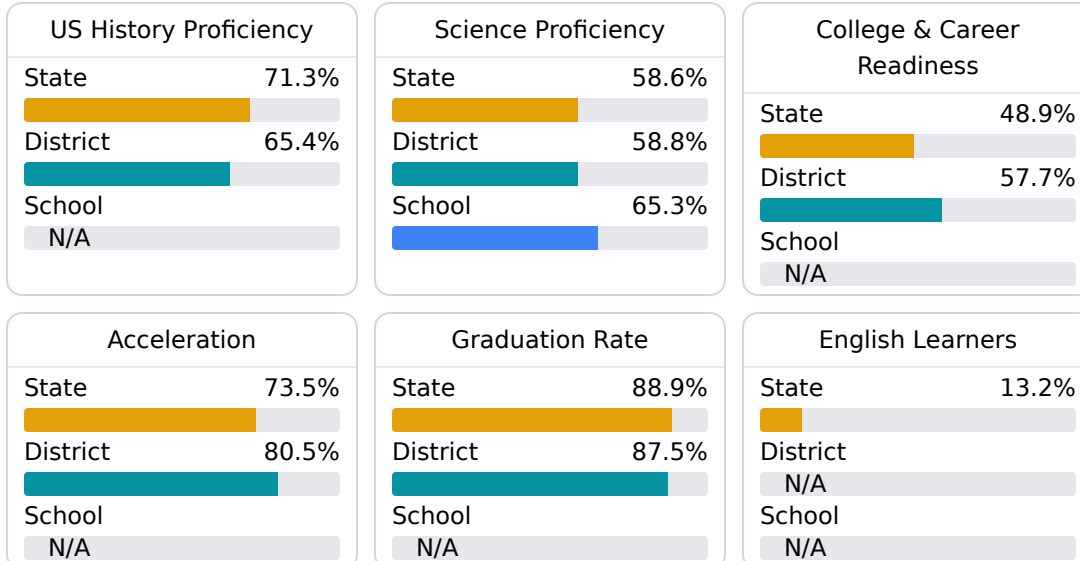 US History Proficiency
State 71.3%
District 65.4%
School
N/A
Science Proficiency
State 58.6%
District 58.8%
School 65.3%
College & Career
Readiness
State 48.9%
District 57.7%
School
N/A
Acceleration
State 73.5%
District 80.5%
School
N/A
Graduation Rate
State 88.9%
District 87.5%
School
N/A
English Learners
State 13.2%
District
N/A
School
N/A